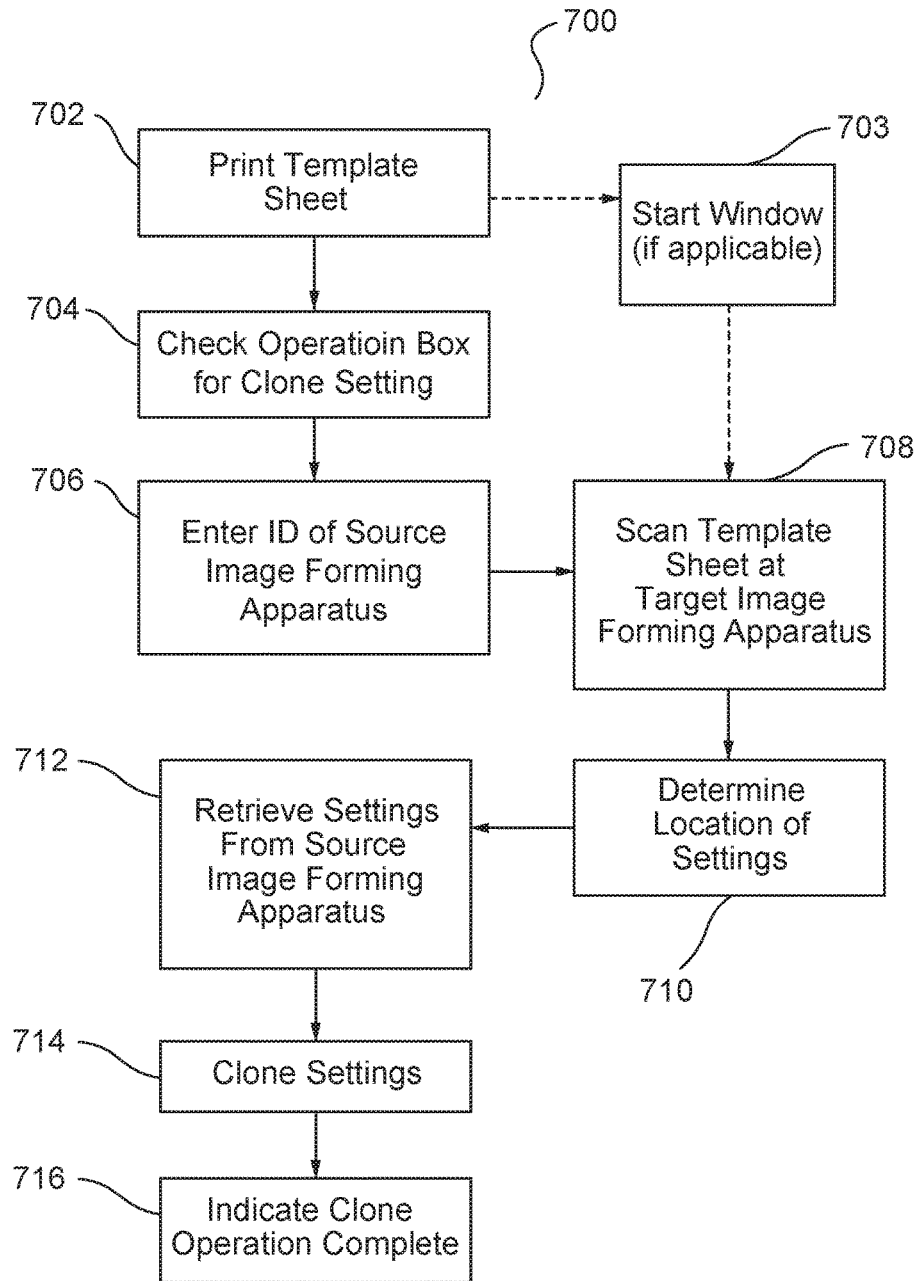 700
702
Print Template
Sheet
703
Start Window
(if applicable)
704
Check Operatioin Box
for Clone Setting
706
Enter ID of Source
Image Forming
Apparatus
708
Scan Template
Sheet at
Target Image
Forming Apparatus
710
Determine
Location of
Settings
712
Retrieve Settings
From Source
Image Forming
Apparatus
714
Clone Settings
716
Indicate Clone
Operation Complete